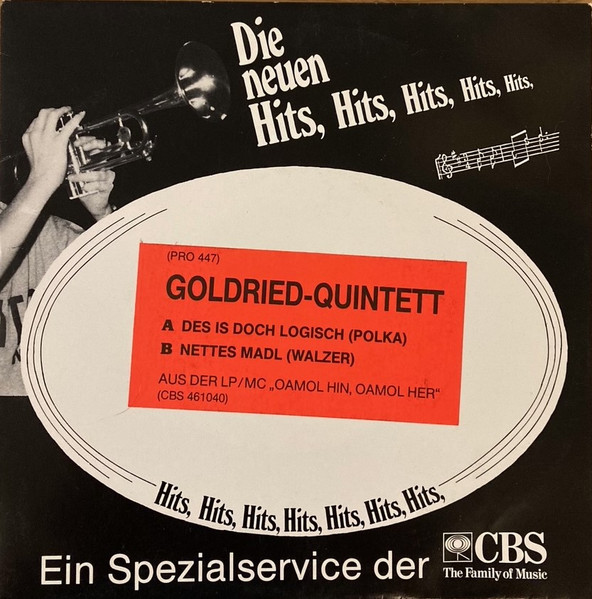 Die
neuen
Hits, Hits, Hits, Hits, Hits,
(PRO 447)
GOLDRIED-QUINTETT
A DES IS DOCH LOGISCH (POLKA)
B NETTES MADL (WALZER)
AUS DER LP/MC „OAMOL HIN, OAMOL HER“
(CBS 461040)
Hits, Hits, Hits, Hits, Hits, Hits, Hits,
Ein Spezialservice der CBS
The Family of Music